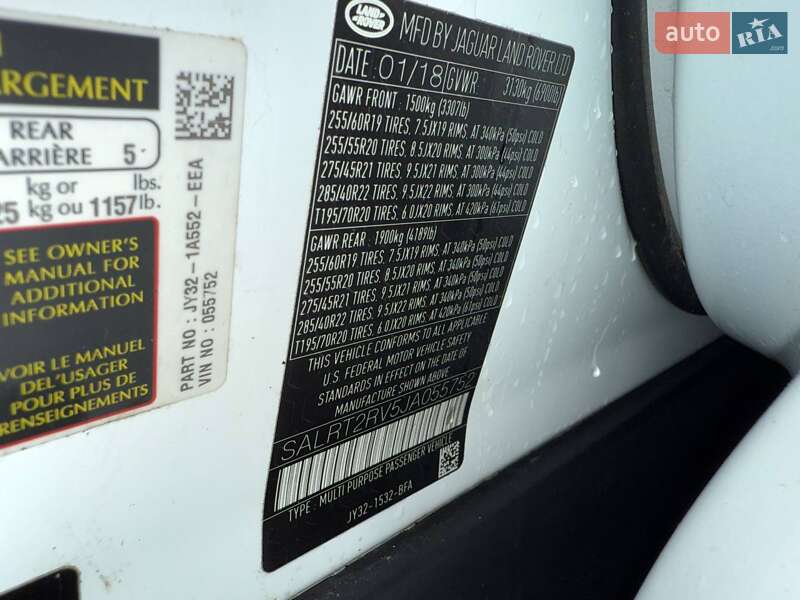 ARGEMENT
REAR
ARRIÈRE 5
kg or lbs.
25 kg ou 1157 lb.
SEE OWNER'S
MANUAL FOR
ADDITIONAL
INFORMATION
VOIR LE MANUEL
DEL'USAGER
POUR PLUS DE
RENSEIGNEMENTS
PART NO : JY32-1A552-EEA
VIN NO : 055752
LAND
ROVER
MFD BY JAGUAR LAND ROVER LTD
DATE: 01/18 GVWR: 3130kg (6900lb)
GAWR FRONT: 1500kg (3307lb)
255/60R19 TIRES, 7.5JX19 RIMS, AT 340kPa (50psi) COLD
255/55R20 TIRES, 8.5JX20 RIMS, AT 300kPa (44psi) COLD
275/45R21 TIRES, 9.5JX21 RIMS, AT 300kPa (44psi) COLD
285/40R22 TIRES, 9.5JX22 RIMS, AT 300kPa (44psi) COLD
T195/70R20 TIRES, 6.0JX20 RIMS, AT 420kPa (61psi) COLD
GAWR REAR: 1900kg (4189lb)
255/60R19 TIRES, 7.5JX19 RIMS, AT 340kPa (50psi) COLD
255/55R20 TIRES, 8.5JX20 RIMS, AT 340kPa (50psi) COLD
275/45R21 TIRES, 9.5JX21 RIMS, AT 340kPa (50psi) COLD
285/40R22 TIRES, 9.5JX22 RIMS, AT 340kPa (50psi) COLD
T195/70R20 TIRES, 6.0JX20 RIMS, AT 420kPa (61psi) COLD
THIS VEHICLE CONFORMS TO ALL APPLICABLE
U.S. FEDERAL MOTOR VEHICLE SAFETY
STANDARDS IN EFFECT ON THE DATE OF
MANUFACTURE SHOWN ABOVE.
SALRT2RV5JA055752
TYPE: MULTI PURPOSE PASSENGER VEHICLE
JY32-1532-BFA
auto RIA
.com